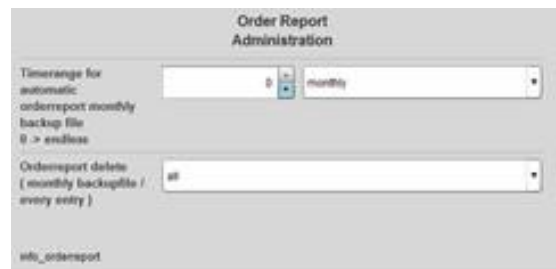 Order Report
Administration
Timerange for
automatic
orderreport monthly
backup file
0 -> endless
0
monthly
Orderreport delete
( monthly backupfile /
every entry )
all
info_orderreport